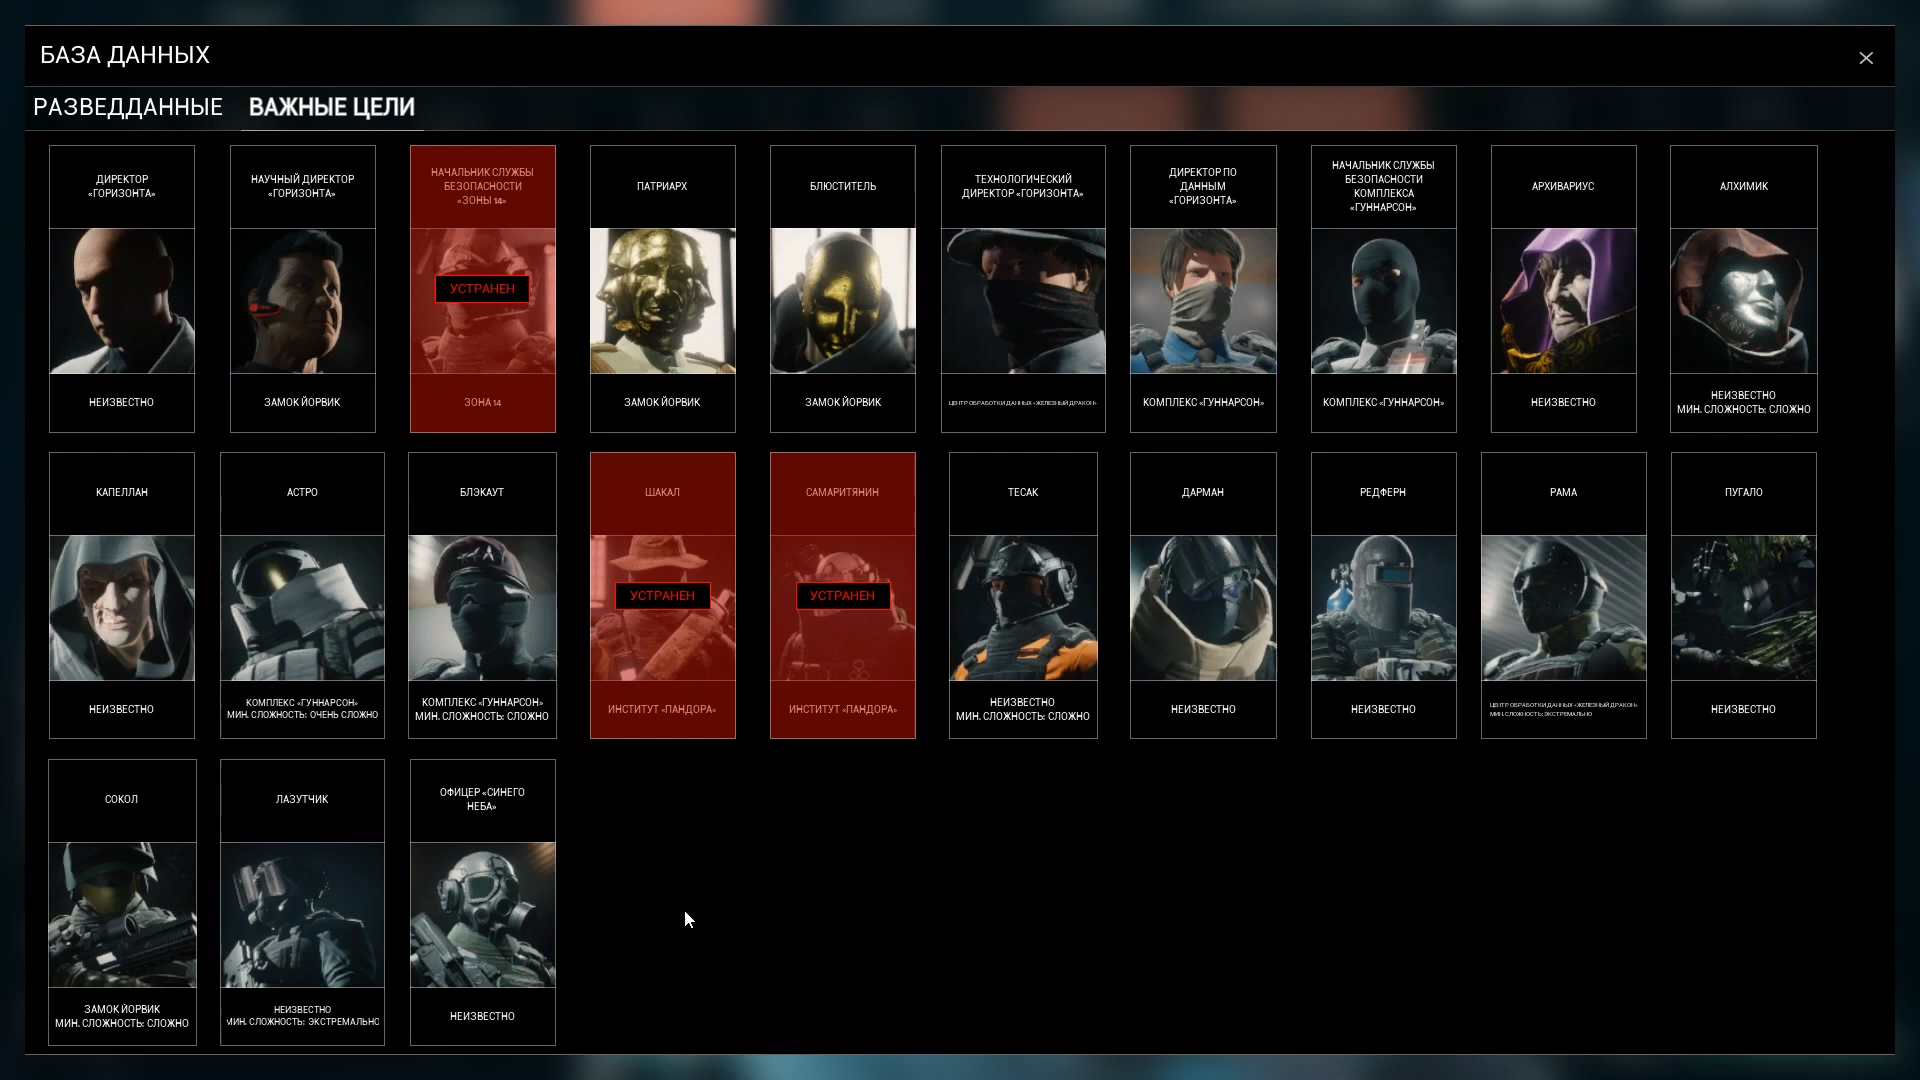 БАЗА ДАННЫХ
РАЗВЕДДАННЫЕ
ВАЖНЫЕ ЦЕЛИ
ДИРЕКТОР
«ГОРИЗОНТА»
НЕИЗВЕСТНО
НАУЧНЫЙ ДИРЕКТОР
«ГОРИЗОНТА»
ЗАМОК ЙОРВИК
НАЧАЛЬНИК СЛУЖБЫ
БЕЗОПАСНОСТИ
«ЗОНЫ 14»
УСТРАНЕН
ЗОНА 14
ПАТРИАРХ
ЗАМОК ЙОРВИК
БЛЮСТИТЕЛЬ
ЗАМОК ЙОРВИК
ТЕХНОЛОГИЧЕСКИЙ
ДИРЕКТОР «ГОРИЗОНТА»
ЦЕНТР ОБРАБОТКИ ДАННЫХ «ЖЕЛЕЗНЫЙ ДРАКОН»
ДИРЕКТОР ПО
ДАННЫМ
«ГОРИЗОНТА»
КОМПЛЕКС «ГУННАРСОН»
НАЧАЛЬНИК СЛУЖБЫ
БЕЗОПАСНОСТИ
КОМПЛЕКСА
«ГУННАРСОН»
КОМПЛЕКС «ГУННАРСОН»
АРХИВАРИУС
НЕИЗВЕСТНО
АЛХИМИК
НЕИЗВЕСТНО
МИН. СЛОЖНОСТЬ: СЛОЖНО
КАПЕЛЛАН
НЕИЗВЕСТНО
АСТРО
КОМПЛЕКС «ГУННАРСОН»
МИН. СЛОЖНОСТЬ: ОЧЕНЬ СЛОЖНО
БЛЭКАУТ
КОМПЛЕКС «ГУННАРСОН»
МИН. СЛОЖНОСТЬ: СЛОЖНО
ШАКАЛ
УСТРАНЕН
ИНСТИТУТ «ПАНДОРА»
САМАРИТЯНИН
УСТРАНЕН
ИНСТИТУТ «ПАНДОРА»
ТЕСАК
НЕИЗВЕСТНО
МИН. СЛОЖНОСТЬ: СЛОЖНО
ДАРМАН
НЕИЗВЕСТНО
РЕДФЕРН
НЕИЗВЕСТНО
РАМА
ЦЕНТР ОБРАБОТКИ ДАННЫХ «ЖЕЛЕЗНЫЙ ДРАКОН»
МИН. СЛОЖНОСТЬ: ЭКСТРЕМАЛЬНО
ПУГАЛО
НЕИЗВЕСТНО
СОКОЛ
ЗАМОК ЙОРВИК
МИН. СЛОЖНОСТЬ: СЛОЖНО
ЛАЗУТЧИК
НЕИЗВЕСТНО
МИН. СЛОЖНОСТЬ: ЭКСТРЕМАЛЬНО
ОФИЦЕР «СИНЕГО
НЕБА»
НЕИЗВЕСТНО